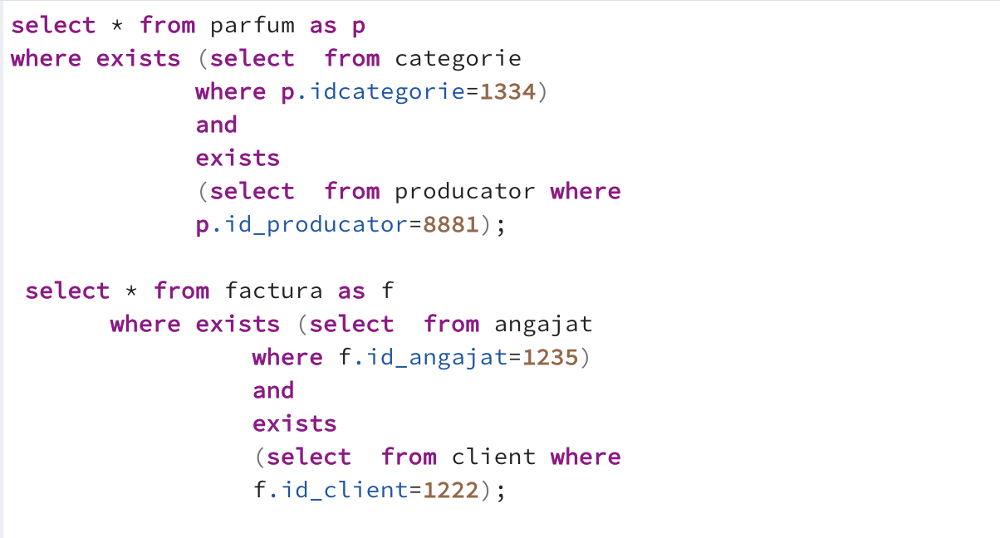 select * from parfum as p
where exists (select  from categorie
             where p.idcategorie=1334)
             and
             exists
             (select  from producator where
             p.id_producator=8881);
 select * from factura as f
       where exists (select  from angajat
                 where f.id_angajat=1235)
                 and
                 exists
                 (select  from client where
                 f.id_client=1222);